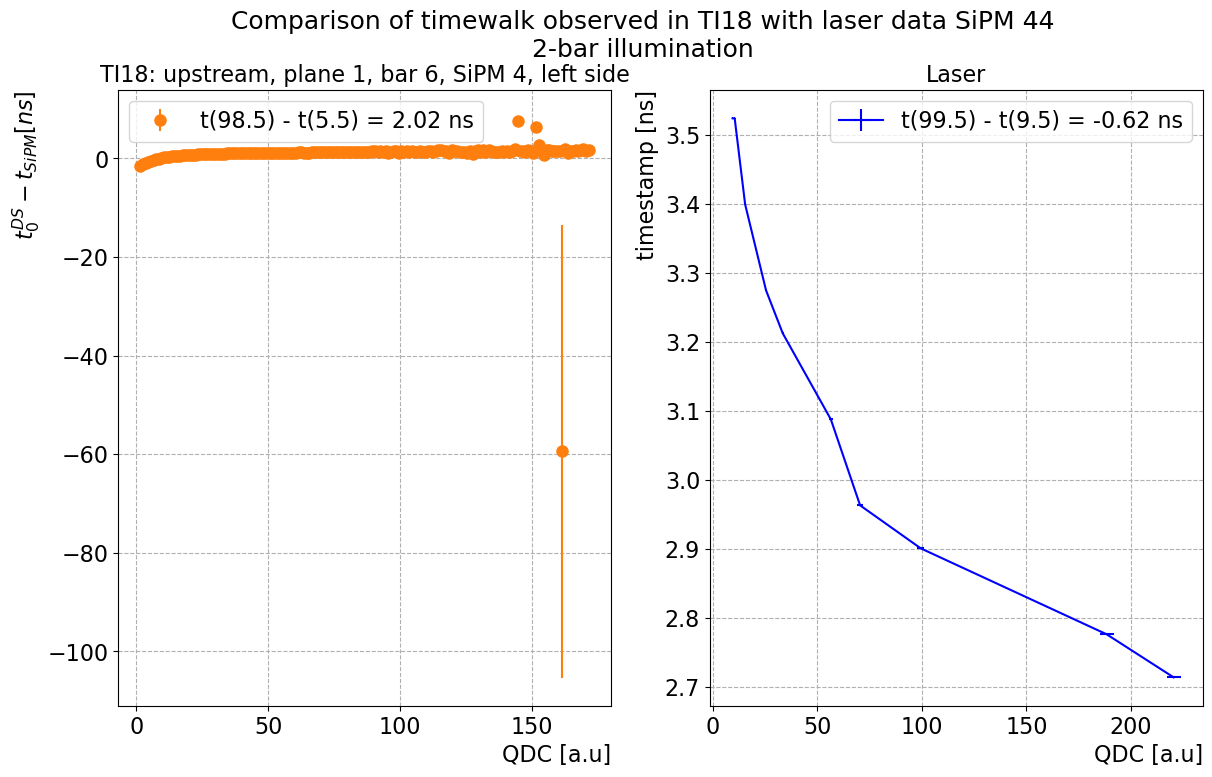 Comparison of timewalk observed in TI18 with laser data SiPM 44
2-bar illumination
TI18: upstream, plane 1, bar 6, SiPM 4, left side
t(98.5) - t(5.5) = 2.02 ns
t_0^{DS} − t_{SiPM}[ns]
0
−20
−40
−60
−80
−100
0 50 100 150
QDC [a.u]
Laser
t(99.5) - t(9.5) = -0.62 ns
timestamp [ns]
3.5
3.4
3.3
3.2
3.1
3.0
2.9
2.8
2.7
0 50 100 150 200
QDC [a.u]